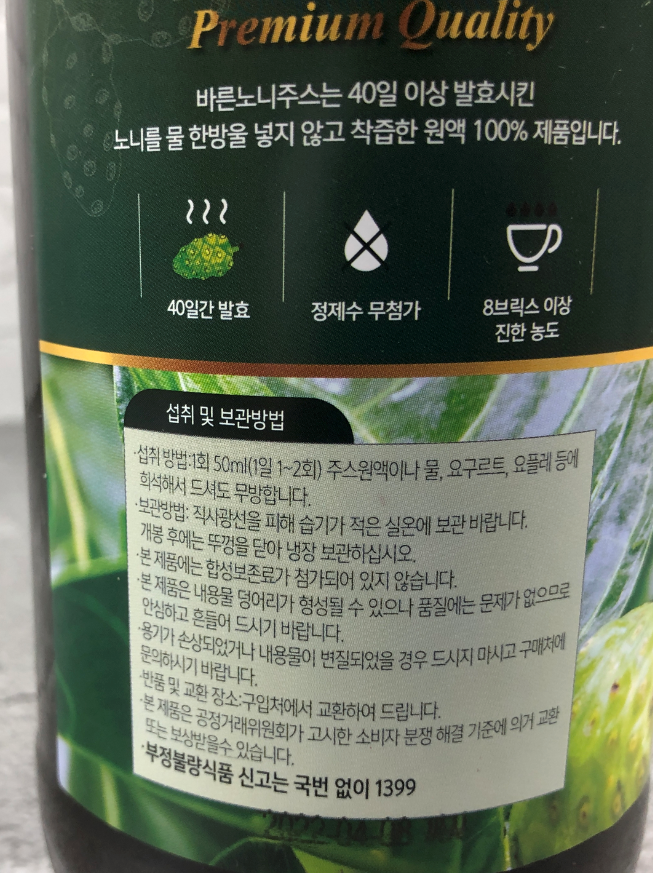 Premium Quality
바른노니주스는 40일 이상 발효시킨
노니를 물 한방울 넣지 않고 착즙한 원액 100% 제품입니다.
40일간 발효
정제수 무첨가
8브릭스 이상
진한 농도
섭취 및 보관방법
·섭취 방법:1회 50ml(1일 1~2회) 주스원액이나 물, 요구르트, 요플레 등에
희석해서 드셔도 무방합니다.
·보관방법: 직사광선을 피해 습기가 적은 실온에 보관 바랍니다.
개봉 후에는 뚜껑을 닫아 냉장 보관하십시오.
·본 제품에는 합성보존료가 첨가되어 있지 않습니다.
·본 제품은 내용물 덩어리가 형성될 수 있으나 품질에는 문제가 없으므로
안심하고 흔들어 드시기 바랍니다.
·용기가 손상되었거나 내용물이 변질되었을 경우 드시지 마시고 구매처에
문의하시기 바랍니다.
·반품 및 교환 장소:구입처에서 교환하여 드립니다.
·본 제품은 공정거래위원회가 고시한 소비자 분쟁 해결 기준에 의거 교환
또는 보상받을수 있습니다.
·부정불량식품 신고는 국번 없이 1399